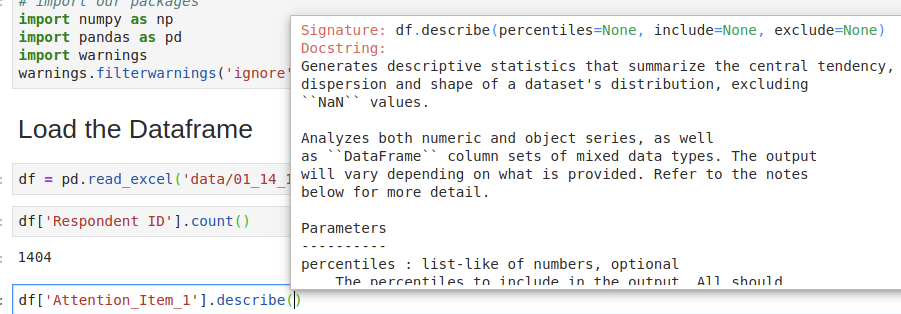 # import our packages
import numpy as np
import pandas as pd
import warnings
warnings.filterwarnings('ignore'
Load the Dataframe
df = pd.read_excel('data/01_14_1
df['Respondent ID'].count()
1404
df['Attention_Item_1'].describe()
Signature: df.describe(percentiles=None, include=None, exclude=None)
Docstring:
Generates descriptive statistics that summarize the central tendency,
dispersion and shape of a dataset's distribution, excluding
``NaN`` values.
Analyzes both numeric and object series, as well
as ``DataFrame`` column sets of mixed data types. The output
will vary depending on what is provided. Refer to the notes
below for more detail.
Parameters
----------
percentiles : list-like of numbers, optional
The percentiles to include in the output. All should